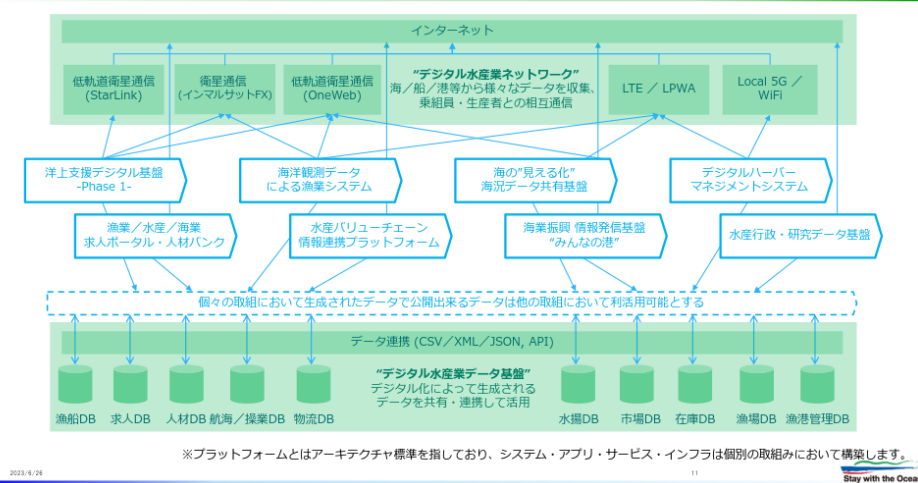 インターネット
低軌道衛星通信
(StarLink)
衛星通信
(インマルサットFX)
低軌道衛星通信
(OneWeb)
“デジタル水産業ネットワーク”
海／船／港等から様々なデータを収集、
乗組員・生産者との相互通信
LTE ／ LPWA
Local 5G ／
WiFi
洋上支援デジタル基盤
-Phase 1-
海洋観測データ
による漁業システム
海の”見える化”
海況データ共有基盤
デジタルハーバー
マネジメントシステム
漁業／水産／海業
求人ポータル・人材バンク
水産バリューチェーン
情報連携プラットフォーム
海業振興 情報発信基盤
“みんなの港”
水産行政・研究データ基盤
個々の取組において生成されたデータで公開出来るデータは他の取組において利活用可能とする
データ連携 (CSV／XML／JSON, API)
“デジタル水産業データ基盤”
デジタル化によって生成される
データを共有・連携して活用
漁船DB
求人DB
人材DB
航海／操業DB
物流DB
水揚DB
市場DB
在庫DB
漁場DB
漁港管理DB
※プラットフォームとはアーキテクチャ標準を指しており、システム・アプリ・サービス・インフラは個別の取組みにおいて構築します。
2023/6/26
11
Stay with the Ocea